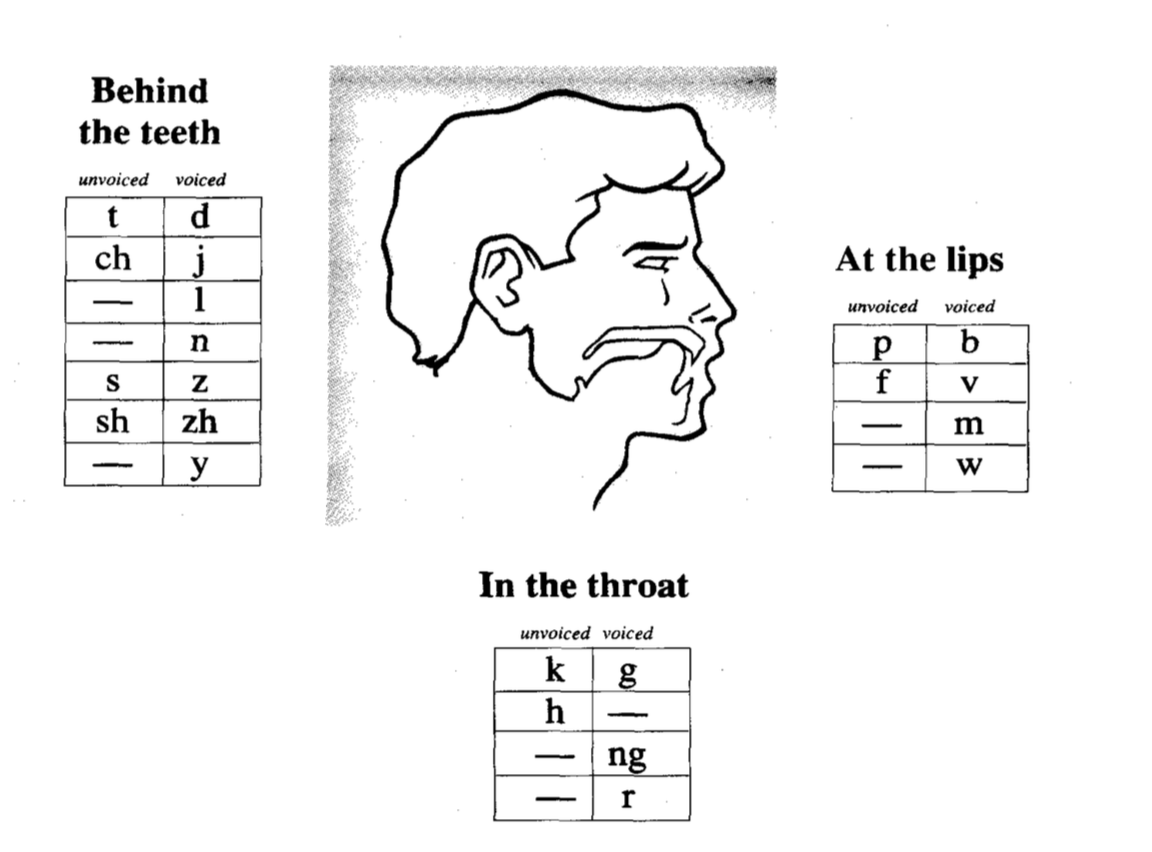 Behind
the teeth
unvoiced voiced
t d
ch j
— l
— n
s z
sh zh
— y
At the lips
unvoiced voiced
p b
f v
— m
— w
In the throat
unvoiced voiced
k g
h —
— ng
— r